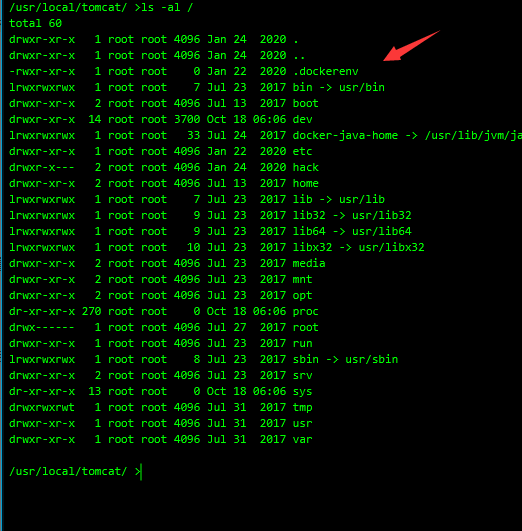 /usr/local/tomcat/ >ls -al /
total 60
drwxr-xr-x   1 root root 4096 Jan 24  2020 .
drwxr-xr-x   1 root root 4096 Jan 24  2020 ..
-rwxr-xr-x   1 root root    0 Jan 22  2020 .dockerenv
lrwxrwxrwx   1 root root    7 Jul 23  2017 bin -> usr/bin
drwxr-xr-x   2 root root 4096 Jul 13  2017 boot
drwxr-xr-x  14 root root 3700 Oct 18 06:06 dev
lrwxrwxrwx   1 root root   33 Jul 24  2017 docker-java-home -> /usr/lib/jvm/ja
drwxr-xr-x   1 root root 4096 Jan 22  2020 etc
drwxr-x---   2 root root 4096 Jan 24  2020 hack
drwxr-xr-x   2 root root 4096 Jul 13  2017 home
lrwxrwxrwx   1 root root    7 Jul 23  2017 lib -> usr/lib
lrwxrwxrwx   1 root root    9 Jul 23  2017 lib32 -> usr/lib32
lrwxrwxrwx   1 root root    9 Jul 23  2017 lib64 -> usr/lib64
lrwxrwxrwx   1 root root   10 Jul 23  2017 libx32 -> usr/libx32
drwxr-xr-x   2 root root 4096 Jul 23  2017 media
drwxr-xr-x   2 root root 4096 Jul 23  2017 mnt
drwxr-xr-x   2 root root 4096 Jul 23  2017 opt
dr-xr-xr-x 270 root root    0 Oct 18 06:06 proc
drwx------   1 root root 4096 Jul 27  2017 root
drwxr-xr-x   1 root root 4096 Jul 23  2017 run
lrwxrwxrwx   1 root root    8 Jul 23  2017 sbin -> usr/sbin
drwxr-xr-x   2 root root 4096 Jul 23  2017 srv
dr-xr-xr-x  13 root root    0 Oct 18 06:06 sys
drwxrwxrwt   1 root root 4096 Jul 31  2017 tmp
drwxr-xr-x   1 root root 4096 Jul 31  2017 usr
drwxr-xr-x   1 root root 4096 Jul 31  2017 var
/usr/local/tomcat/ >